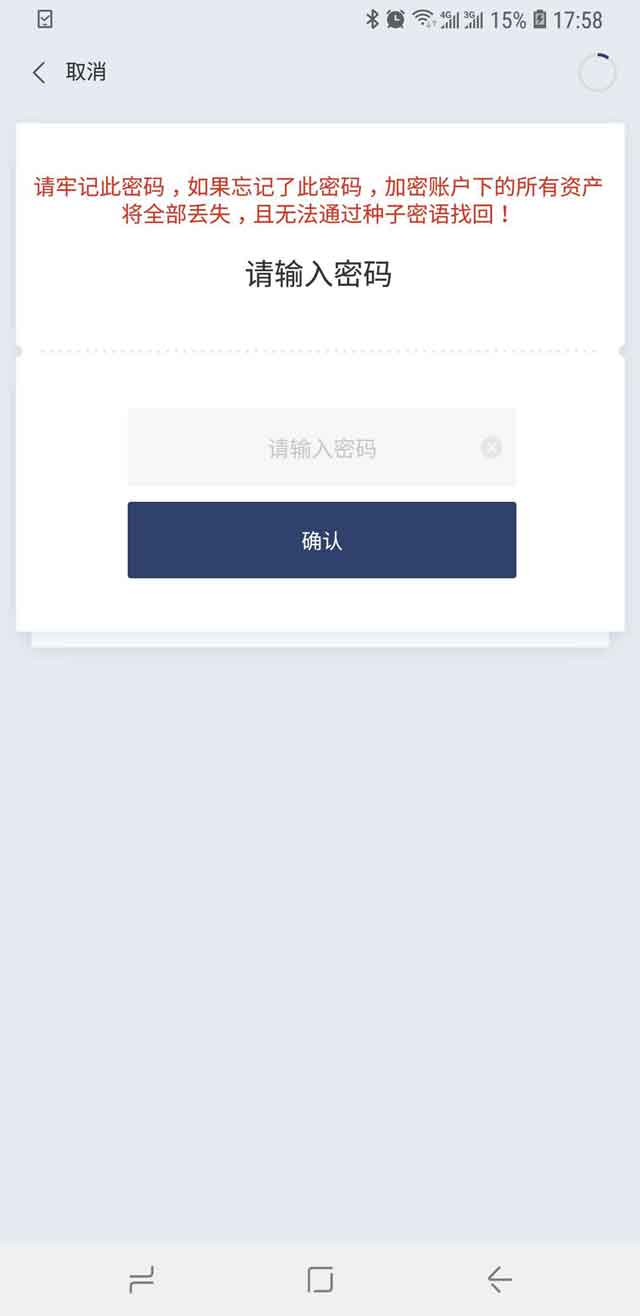 4G 3G 15% 17:58
取消
请牢记此密码，如果忘记了此密码，加密账户下的所有资产
将全部丢失，且无法通过种子密语找回！
请输入密码
请输入密码
确认